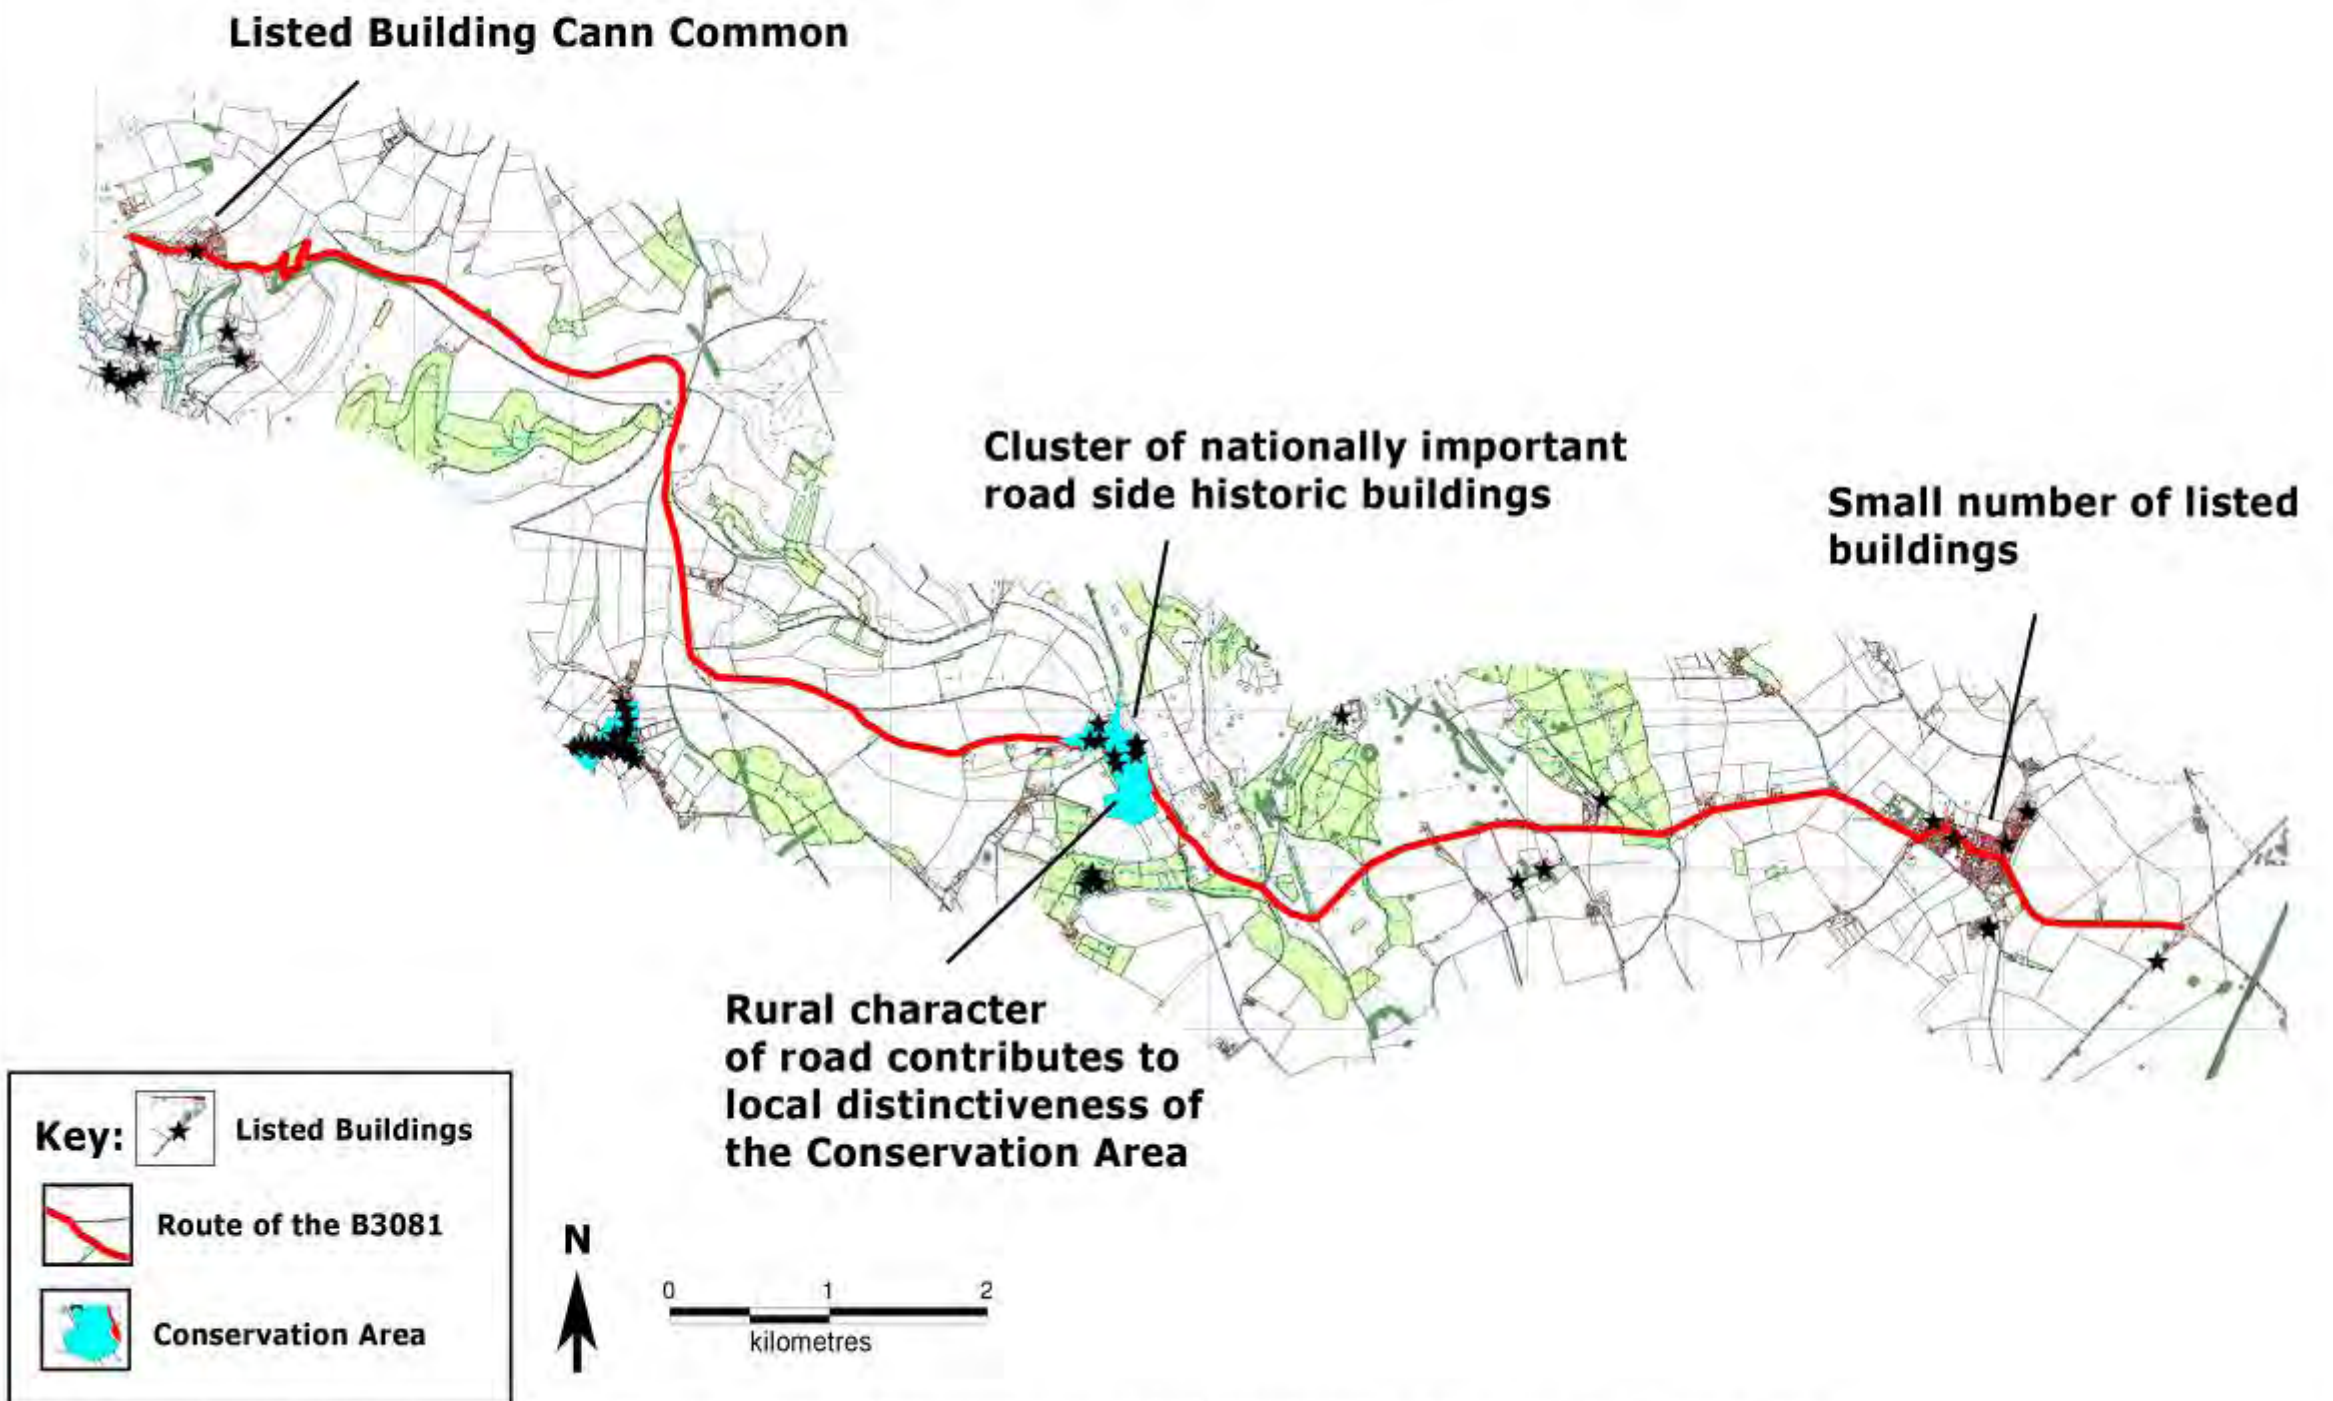 Listed Building Cann Common
Cluster of nationally important
road side historic buildings
Small number of listed
buildings
Rural character
of road contributes to
local distinctiveness of
the Conservation Area
Key:
Listed Buildings
Route of the B3081
Conservation Area
N
0 1 2
kilometres